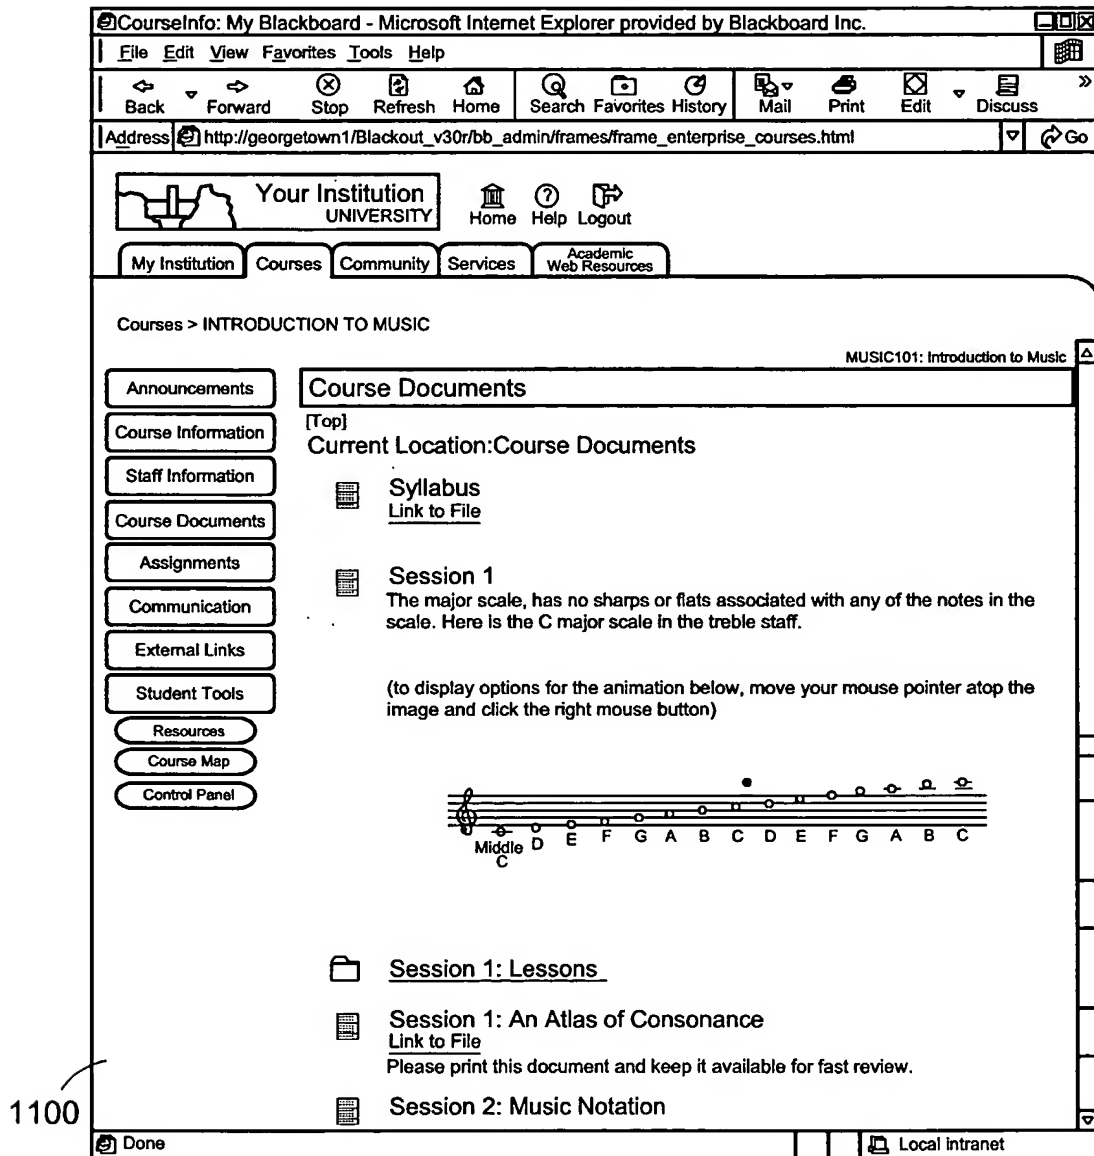 CourseInfo: My Blackboard - Microsoft Internet Explorer provided by Blackboard Inc.
File Edit View Favorites Tools Help
Back Forward Stop Refresh Home Search Favorites History Mail Print Edit Discuss »
Address http://georgetown1/Blackout_v30r/bb_admin/frames/frame_enterprise_courses.html Go
Your Institution
UNIVERSITY
Home Help Logout
My Institution Courses Community Services Academic Web Resources
Courses > INTRODUCTION TO MUSIC
MUSIC101: Introduction to Music
Announcements
Course Information
Staff Information
Course Documents
Assignments
Communication
External Links
Student Tools
Resources
Course Map
Control Panel
Course Documents
[Top]
Current Location:Course Documents
Syllabus
Link to File
Session 1
The major scale, has no sharps or flats associated with any of the notes in the
scale. Here is the C major scale in the treble staff.
(to display options for the animation below, move your mouse pointer atop the
image and click the right mouse button)
Middle C D E F G A B C D E F G A B C
Session 1: Lessons
Session 1: An Atlas of Consonance
Link to File
Please print this document and keep it available for fast review.
Session 2: Music Notation
1100
Done Local intranet